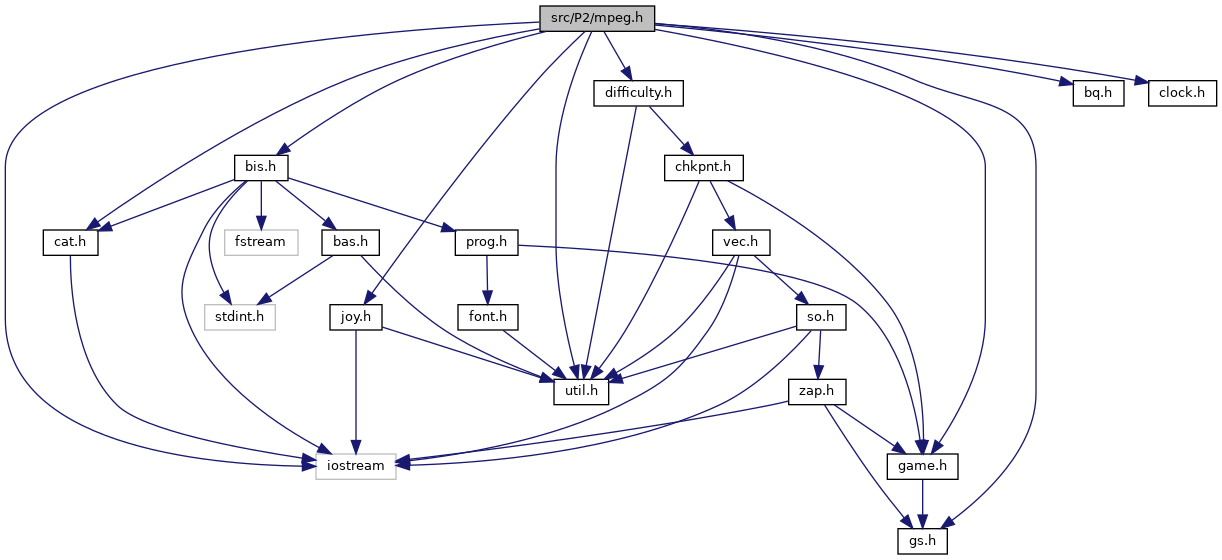 src/P2/mpeg.h
difficulty.h
bq.h
clock.h
bis.h
chkpnt.h
cat.h
fstream
bas.h
prog.h
vec.h
stdint.h
joy.h
font.h
so.h
util.h
zap.h
iostream
game.h
gs.h